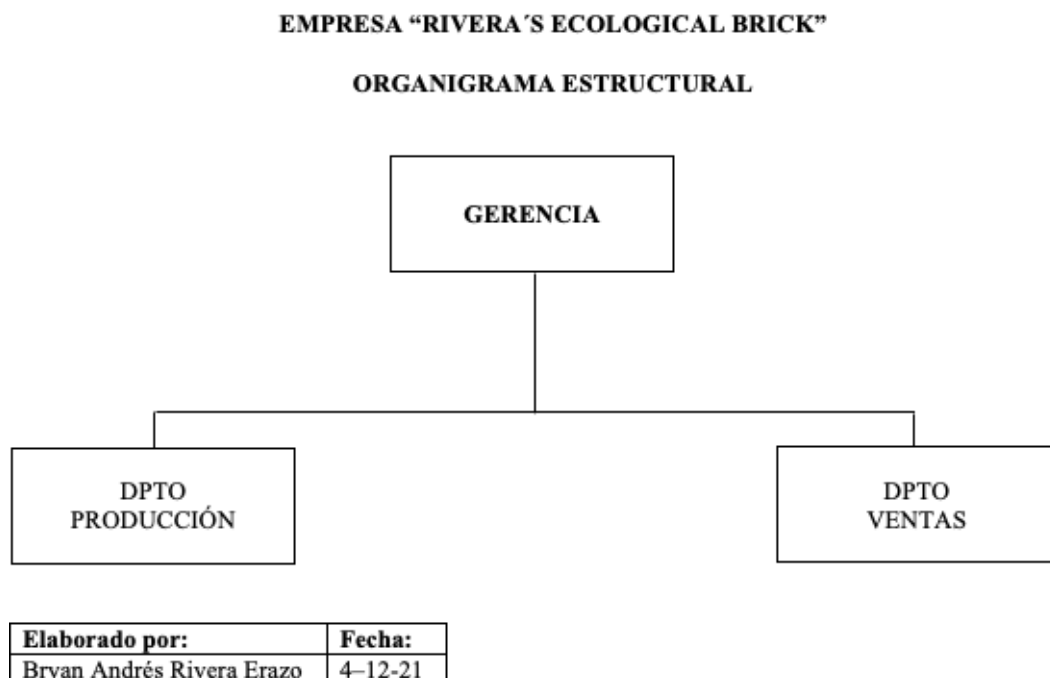 EMPRESA “RIVERA´S ECOLOGICAL BRICK”
ORGANIGRAMA ESTRUCTURAL
GERENCIA
DPTO
PRODUCCIÓN
DPTO
VENTAS
Elaborado por: Fecha:
Bryan Andrés Rivera Erazo 4–12-21